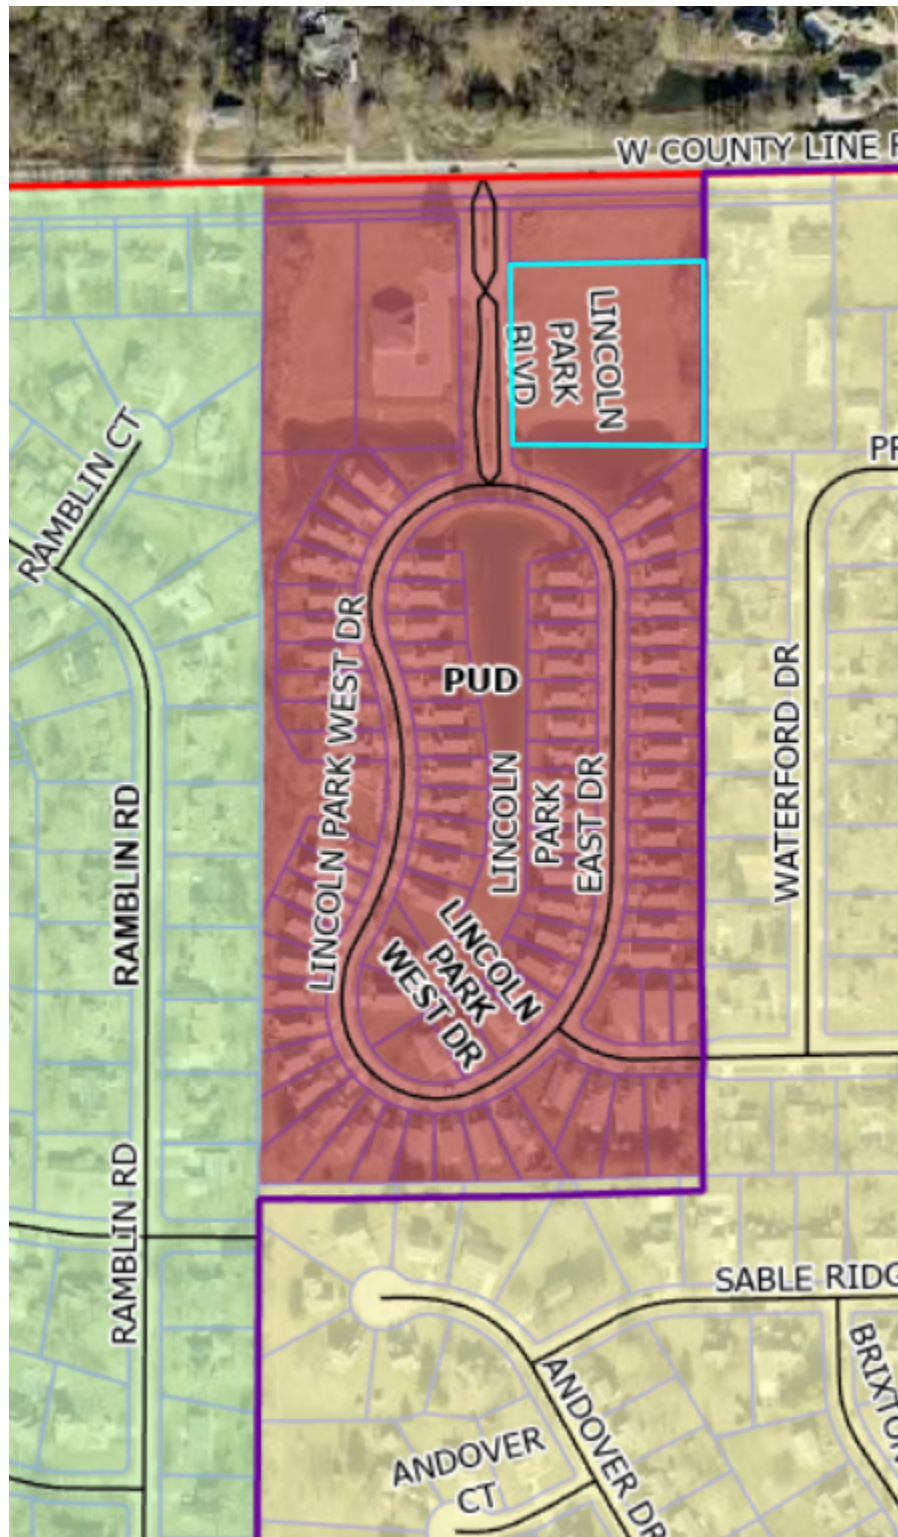 W COUNTY LINE
LINCOLN
PARK
BLVD
RAMBLIN CT
LINCOLN PARK WEST DR
PUD
LINCOLN
PARK
EAST DR
WATERFORD DR
RAMBLIN RD
LINCOLN
PARK
WEST DR
RAMBLIN RD
SABLE RIDG
BRIXTON
ANDOVER DR
ANDOVER
CT